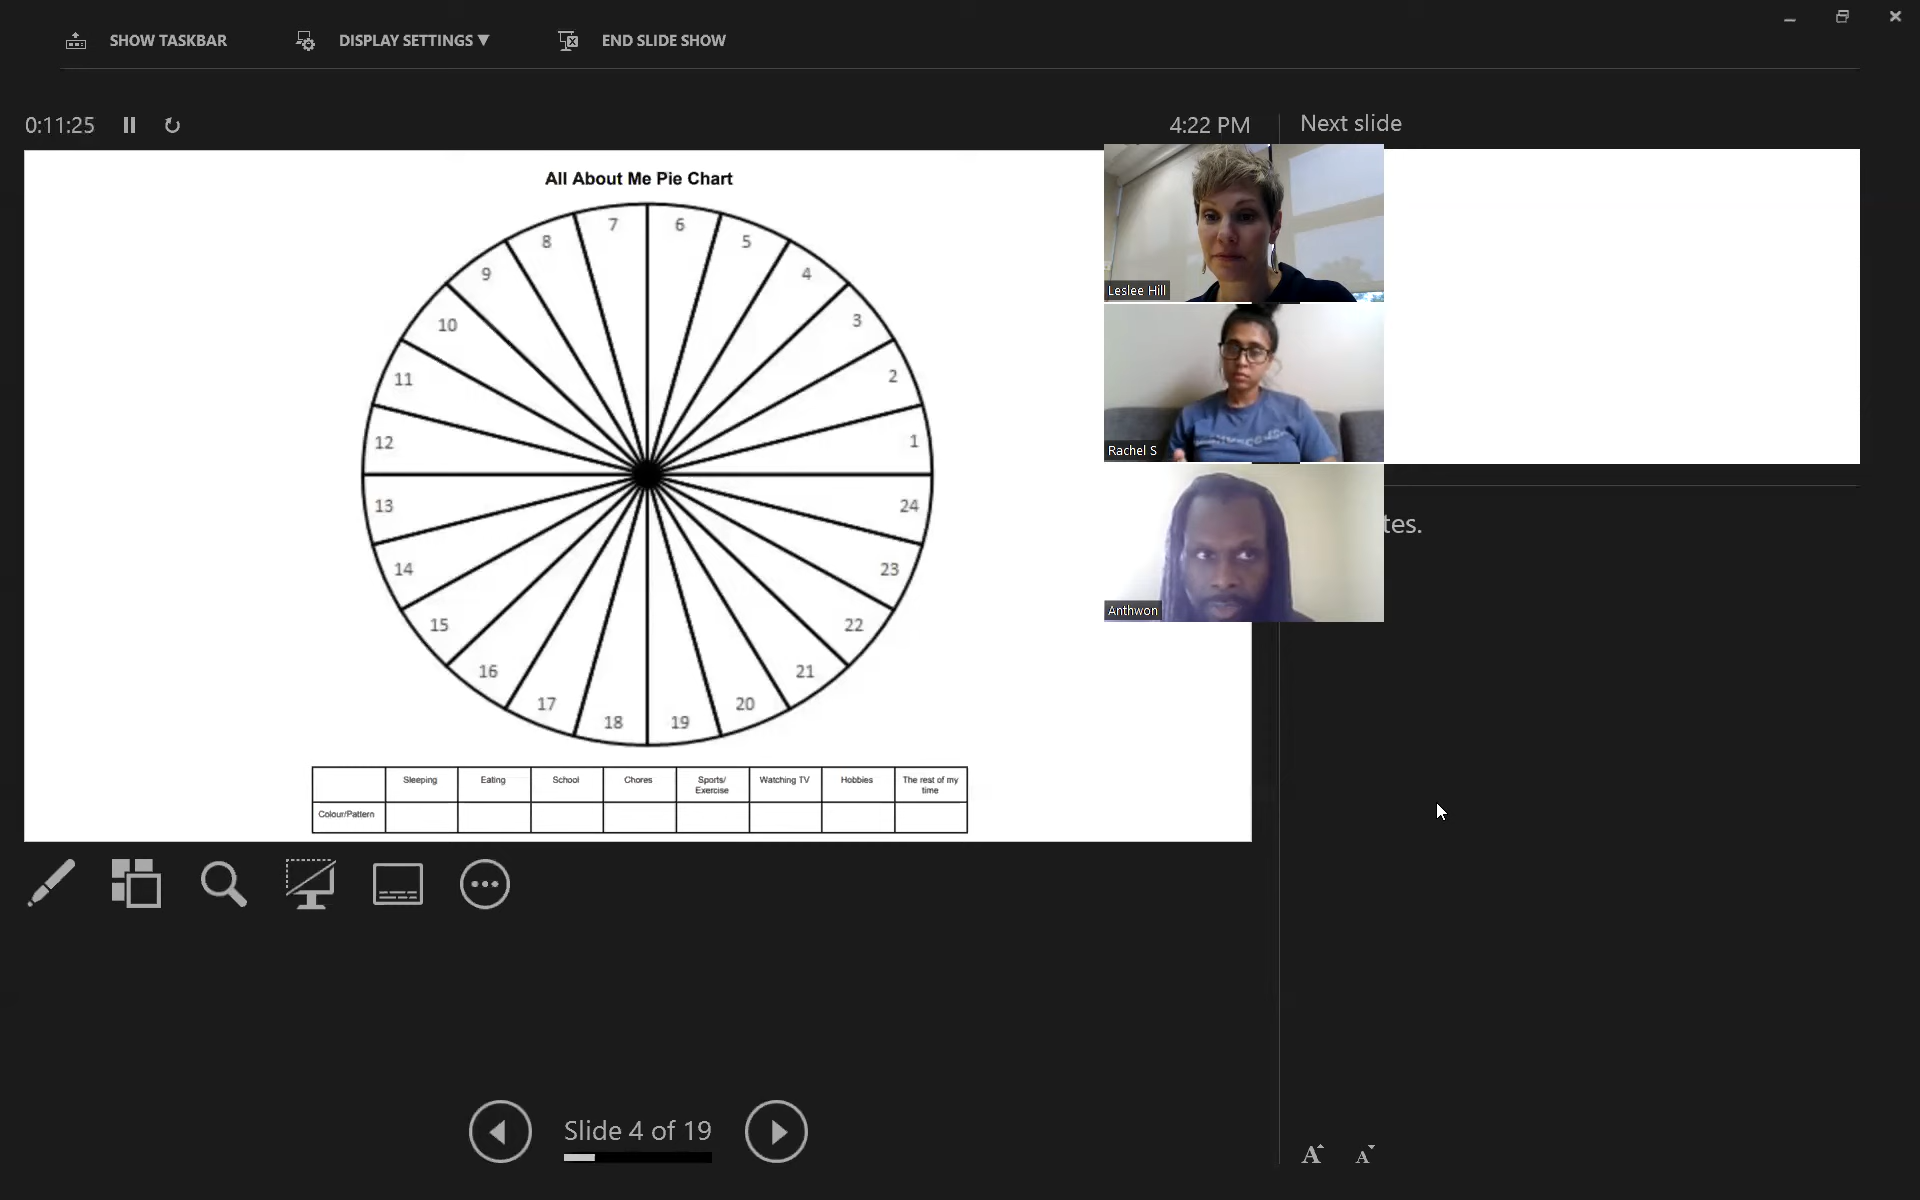 SHOW TASKBAR
DISPLAY SETTINGS ▼
END SLIDE SHOW
0:11:25
4:22 PM
Next slide
All About Me Pie Chart
7
6
8
5
9
4
10
3
11
2
12
1
13
24
14
23
15
22
16
21
17
20
18
19
Sleeping
Eating
School
Chores
Sports/
Exercise
Watching TV
Hobbies
The rest of my
time
Colour/Pattern
Leslee Hill
Rachel S
Anthwon
tes.
Slide 4 of 19
A
A